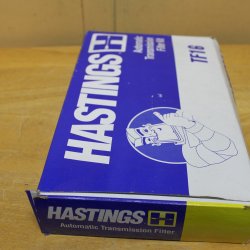 HASTINGS
Automatic
Transmission
Filter Kit
TF16
HASTINGS
Automatic Transmission Filter